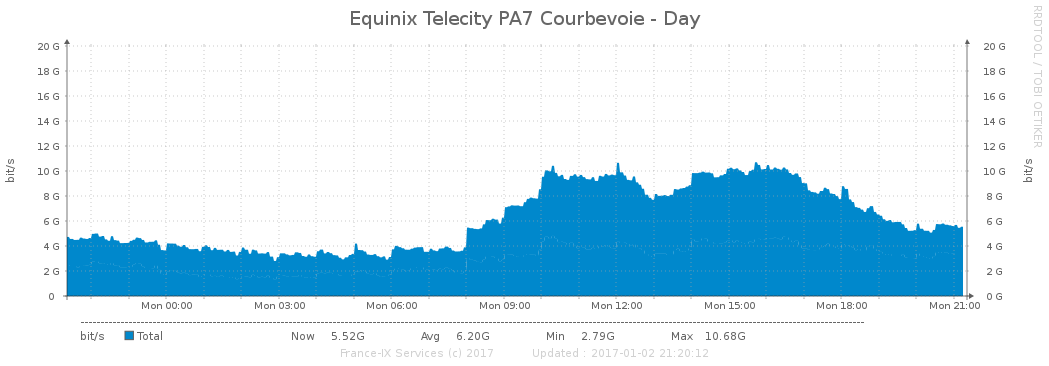 Equinix Telecity PA7 Courbevoie - Day
RRDTOOL / TOBI OETIKER
bit/s
20 G 20 G
18 G 18 G
16 G 16 G
14 G 14 G
12 G 12 G
10 G 10 G
8 G 8 G
6 G 6 G
4 G 4 G
2 G 2 G
0 0 G
bit/s
Mon 00:00 Mon 03:00 Mon 06:00 Mon 09:00 Mon 12:00 Mon 15:00 Mon 18:00 Mon 21:00
bit/s Total Now 5.52G Avg 6.20G Min 2.79G Max 10.68G
France-IX Services (c) 2017 Updated : 2017-01-02 21:20:12